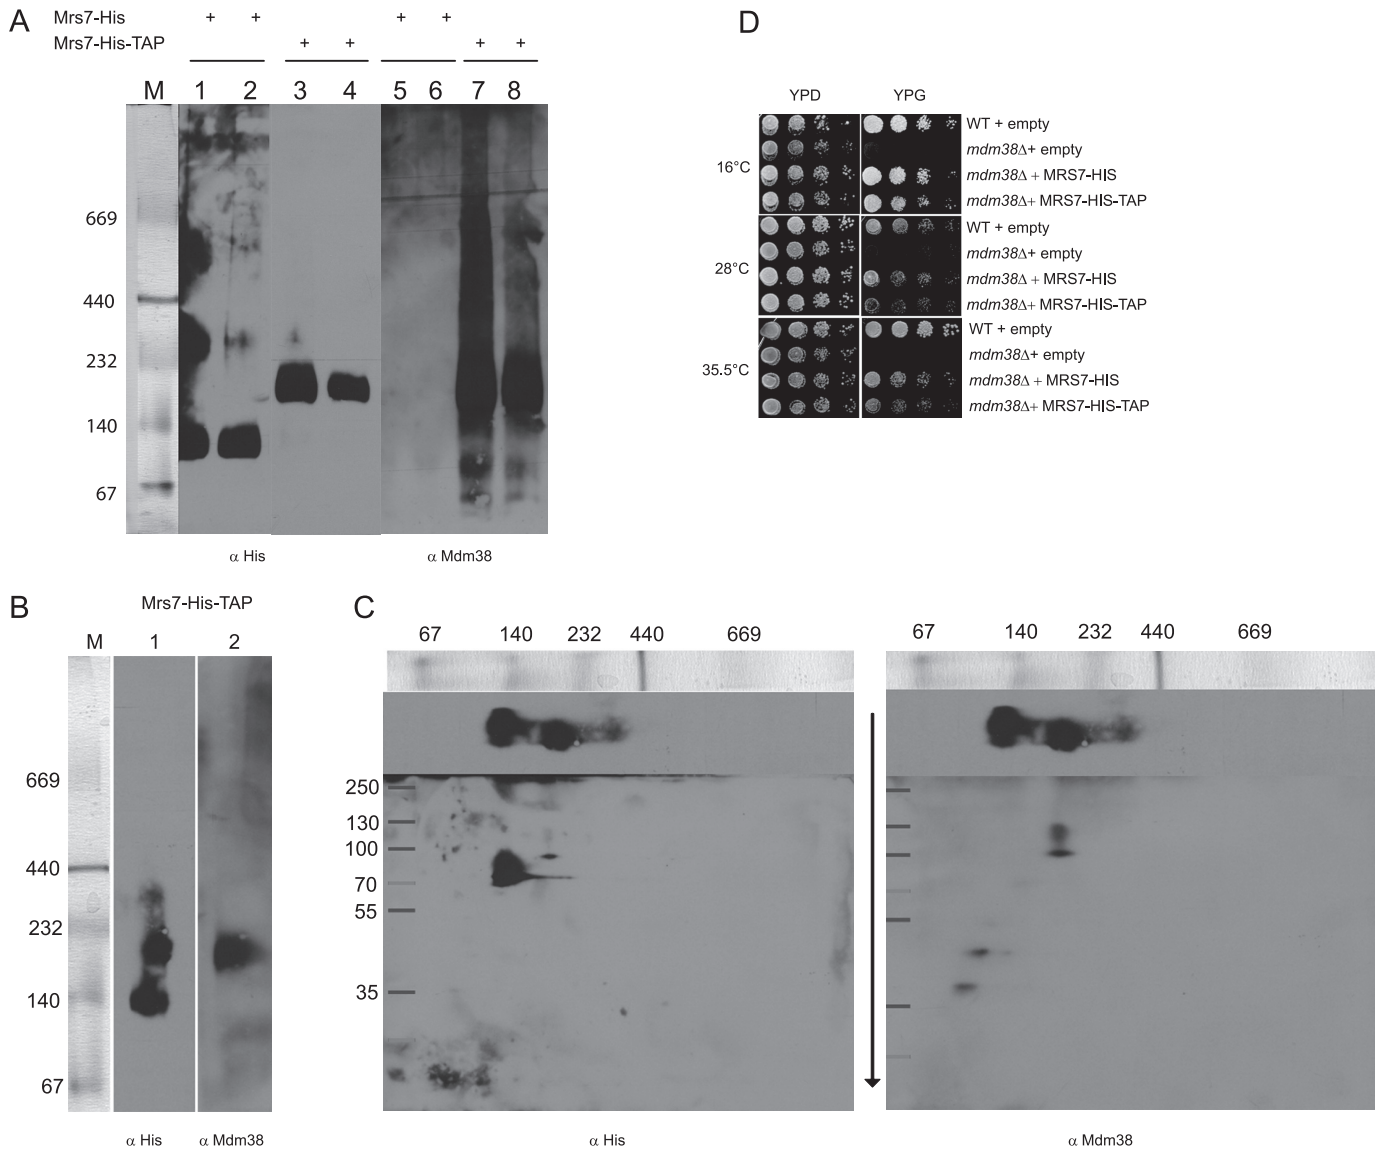 A
Mrs7-His + + + +
Mrs7-His-TAP + + + +
M 1 2 3 4 5 6 7 8
669
440
232
140
67
α His α Mdm38
D
YPD YPG
16°C
WT + empty
mdm38Δ+ empty
mdm38Δ + MRS7-HIS
mdm38Δ+ MRS7-HIS-TAP
28°C
WT + empty
mdm38Δ+ empty
mdm38Δ + MRS7-HIS
mdm38Δ+ MRS7-HIS-TAP
35.5°C
WT + empty
mdm38Δ+ empty
mdm38Δ + MRS7-HIS
mdm38Δ+ MRS7-HIS-TAP
B
Mrs7-His-TAP
M 1 2
669
440
232
140
67
α His α Mdm38
C
67 140 232 440 669
67 140 232 440 669
250
130
100
70
55
35
α His
α Mdm38